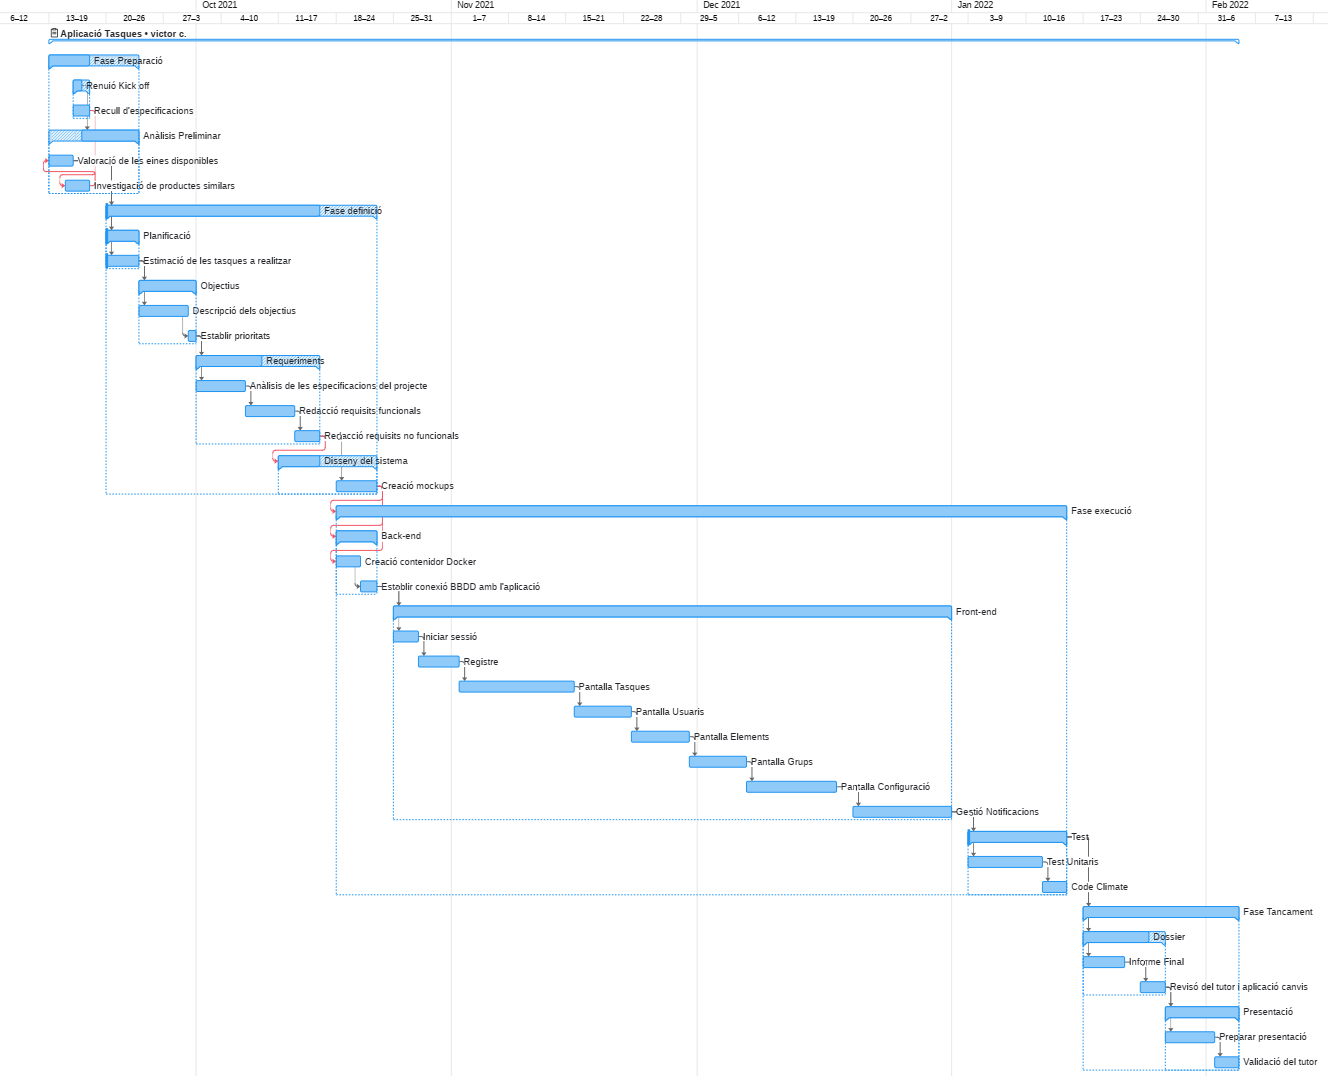 Oct 2021 Nov 2021 Dec 2021 Jan 2022 Feb 2022
6–12 13–19 20–26 27–3 4–10 11–17 18–24 25–31 1–7 8–14 15–21 22–28 29–5 6–12 13–19 20–26 27–2 3–9 10–16 17–23 24–30 31–6 7–13
Aplicació Tasques • victor c.
Fase Preparació
Renuió Kick off
Recull d'especificacions
Anàlisis Preliminar
Valoració de les eines disponibles
Investigació de productes similars
Fase definició
Planificació
Estimació de les tasques a realitzar
Objectius
Descripció dels objectius
Establir prioritats
Requeriments
Anàlisis de les especificacions del projecte
Redacció requisits funcionals
Redacció requisits no funcionals
Disseny del sistema
Creació mockups
Fase execució
Back-end
Creació contenidor Docker
Establir conexió BBDD amb l'aplicació
Front-end
Iniciar sessió
Registre
Pantalla Tasques
Pantalla Usuaris
Pantalla Elements
Pantalla Grups
Pantalla Configuració
Gestió Notificacions
Test
Test Unitaris
Code Climate
Fase Tancament
Dossier
Informe Final
Revisó del tutor i aplicació canvis
Presentació
Preparar presentació
Validació del tutor